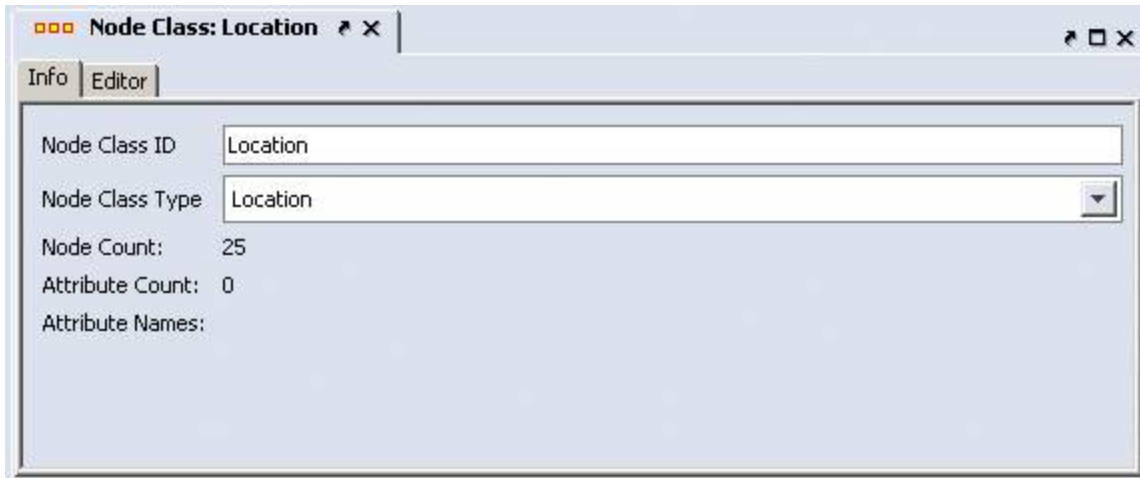 Node Class: Location
Info Editor
Node Class ID Location
Node Class Type Location
Node Count: 25
Attribute Count: 0
Attribute Names: